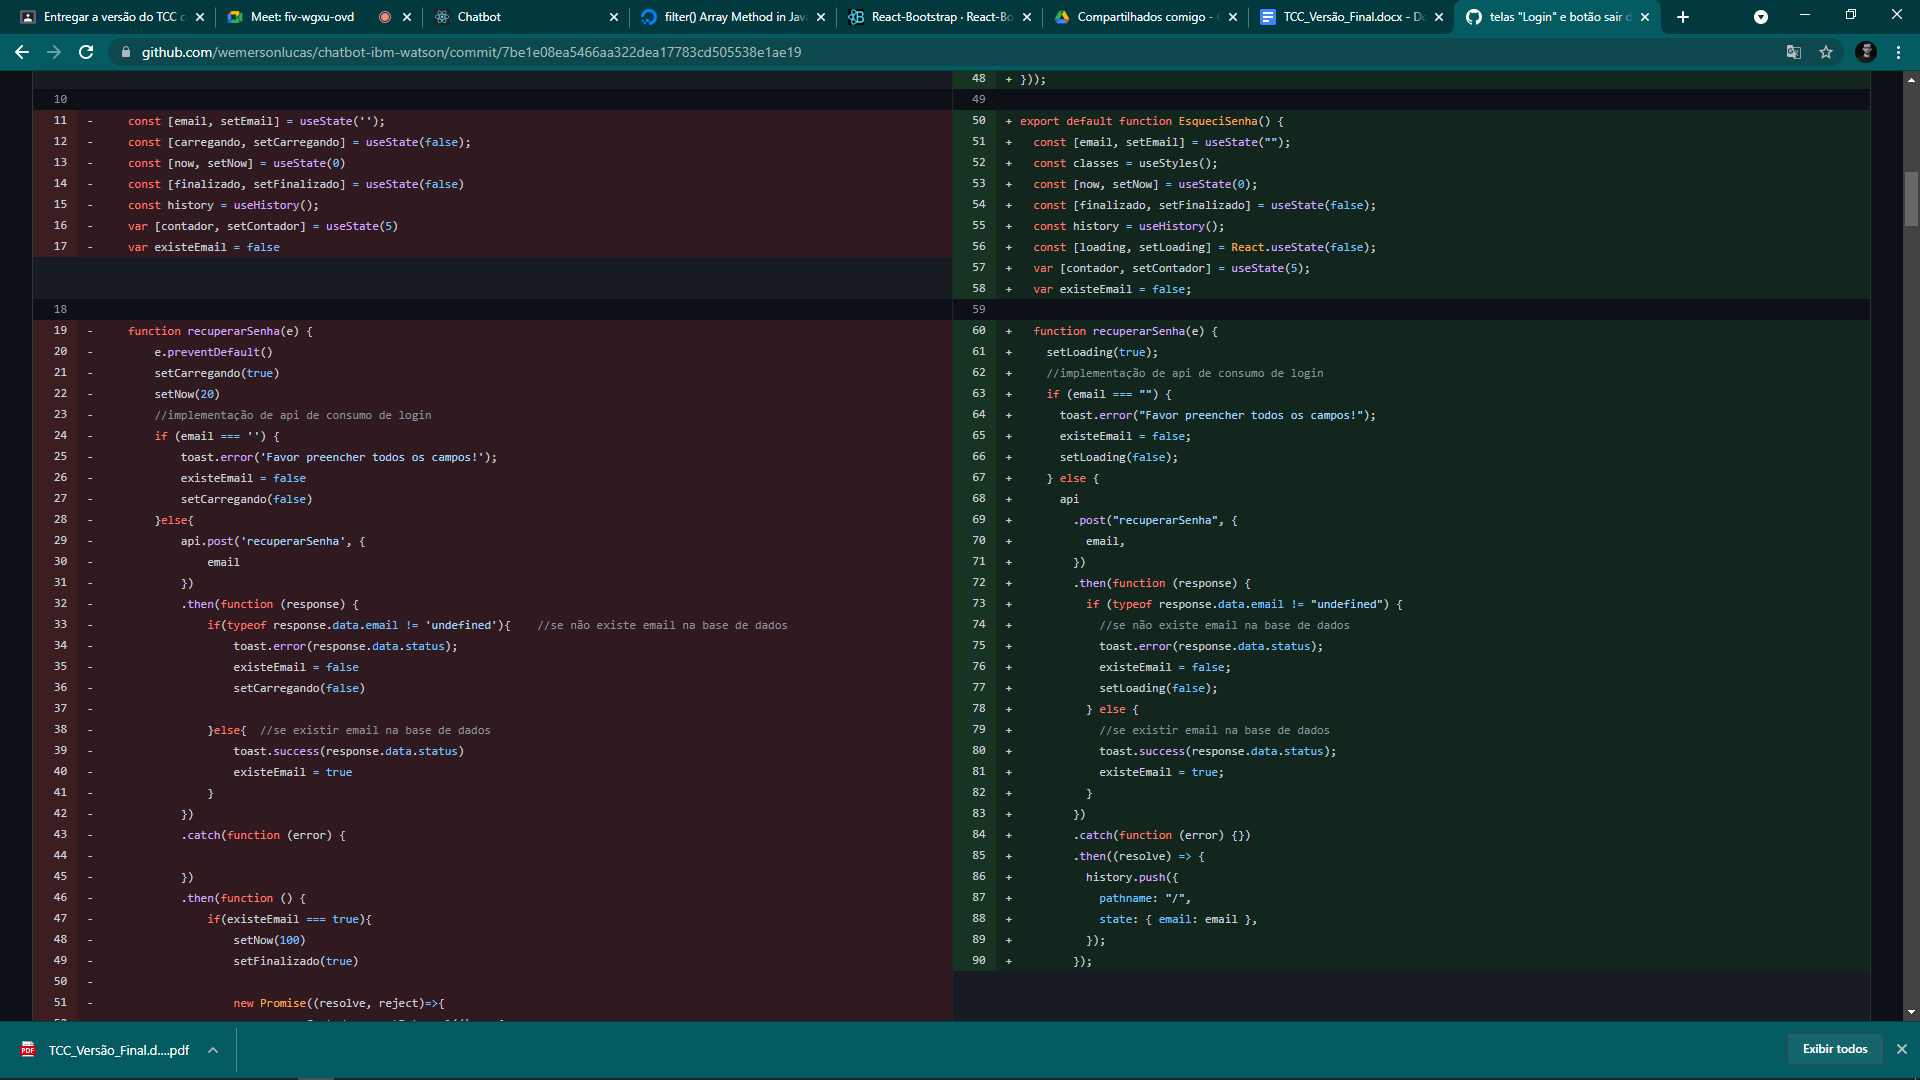 Entregar a versão do TCC c
Meet: fiv-wgxu-ovd
Chatbot
filter() Array Method in Jav
React-Bootstrap · React-Bo
Compartilhados comigo -
TCC_Versão_Final.docx - D
telas "Login" e botão sair d
github.com/wemersonlucas/chatbot-ibm-watson/commit/7be1e08ea5466aa322dea17783cd505538e1ae19
10
11 - const [email, setEmail] = useState('');
12 - const [carregando, setCarregando] = useState(false);
13 - const [now, setNow] = useState(0)
14 - const [finalizado, setFinalizado] = useState(false)
15 - const history = useHistory();
16 - var [contador, setContador] = useState(5)
17 - var existeEmail = false
18
19 - function recuperarSenha(e) {
20 - e.preventDefault()
21 - setCarregando(true)
22 - setNow(20)
23 - //implementação de api de consumo de login
24 - if (email === '') {
25 - toast.error('Favor preencher todos os campos!');
26 - existeEmail = false
27 - setCarregando(false)
28 - }else{
29 - api.post('recuperarSenha', {
30 - email
31 - })
32 - .then(function (response) {
33 - if(typeof response.data.email != 'undefined'){ //se não existe email na base de dados
34 - toast.error(response.data.status);
35 - existeEmail = false
36 - setCarregando(false)
37 -
38 - }else{ //se existir email na base de dados
39 - toast.success(response.data.status)
40 - existeEmail = true
41 - }
42 - })
43 - .catch(function (error) {
44 -
45 - })
46 - .then(function () {
47 - if(existeEmail === true){
48 - setNow(100)
49 - setFinalizado(true)
50 -
51 - new Promise((resolve, reject)=>{
48 + }));
49
50 + export default function EsqueciSenha() {
51 + const [email, setEmail] = useState("");
52 + const classes = useStyles();
53 + const [now, setNow] = useState(0);
54 + const [finalizado, setFinalizado] = useState(false);
55 + const history = useHistory();
56 + const [loading, setLoading] = React.useState(false);
57 + var [contador, setContador] = useState(5);
58 + var existeEmail = false;
59
60 + function recuperarSenha(e) {
61 + setLoading(true);
62 + //implementação de api de consumo de login
63 + if (email === "") {
64 + toast.error("Favor preencher todos os campos!");
65 + existeEmail = false;
66 + setLoading(false);
67 + } else {
68 + api
69 + .post("recuperarSenha", {
70 + email,
71 + })
72 + .then(function (response) {
73 + if (typeof response.data.email != "undefined") {
74 + //se não existe email na base de dados
75 + toast.error(response.data.status);
76 + existeEmail = false;
77 + setLoading(false);
78 + } else {
79 + //se existir email na base de dados
80 + toast.success(response.data.status);
81 + existeEmail = true;
82 + }
83 + })
84 + .catch(function (error) {})
85 + .then((resolve) => {
86 + history.push({
87 + pathname: "/",
88 + state: { email: email },
89 + });
90 + });
PDF
TCC_Versão_Final.d....pdf
Exibir todos